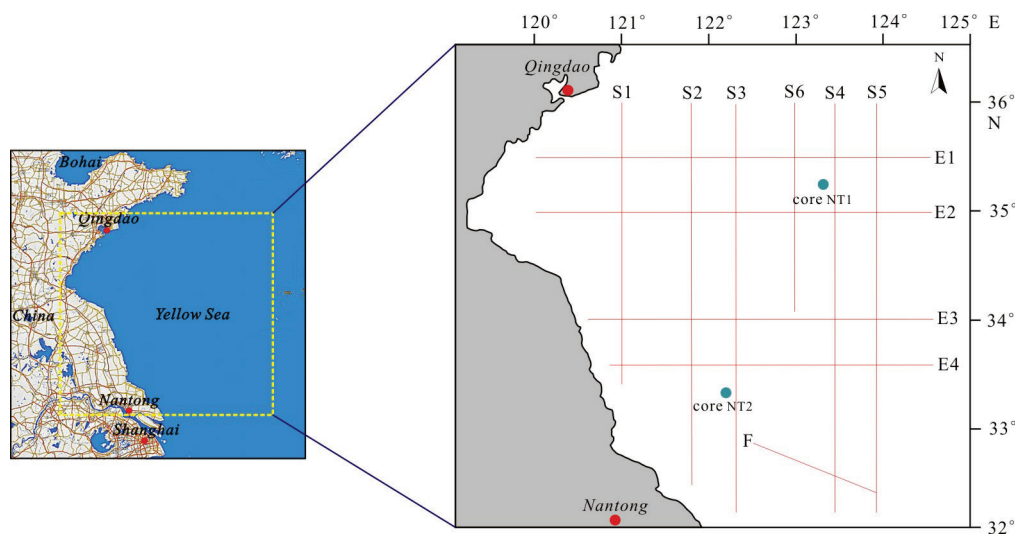 Bohai
Qingdao
China
Yellow Sea
Nantong
Shanghai
120° 121° 122° 123° 124° 125° E
Qingdao
N
S1 S2 S3 S6 S4 S5
36°
N
E1
core NT1
E2
35°
E3
34°
E4
core NT2
33°
F
Nantong
32°